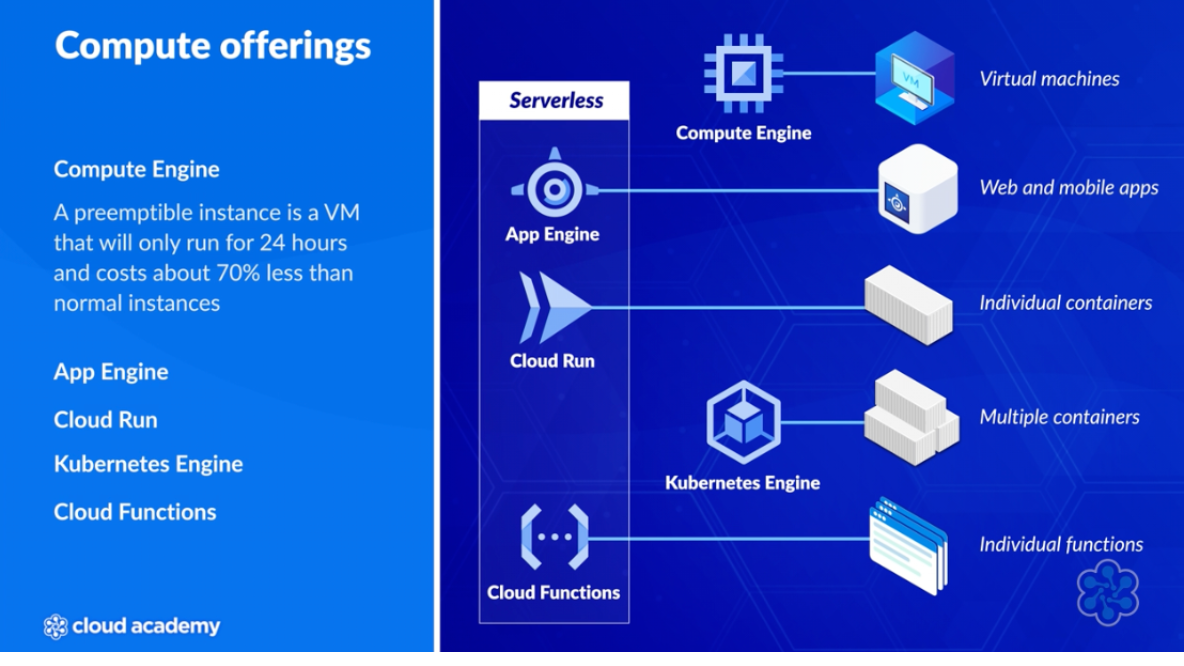 Compute offerings
Compute Engine
A preemptible instance is a VM
that will only run for 24 hours
and costs about 70% less than
normal instances
App Engine
Cloud Run
Kubernetes Engine
Cloud Functions
cloud academy
Serverless
Compute Engine
VM
Virtual machines
App Engine
Web and mobile apps
Cloud Run
Individual containers
Kubernetes Engine
Multiple containers
Cloud Functions
Individual functions